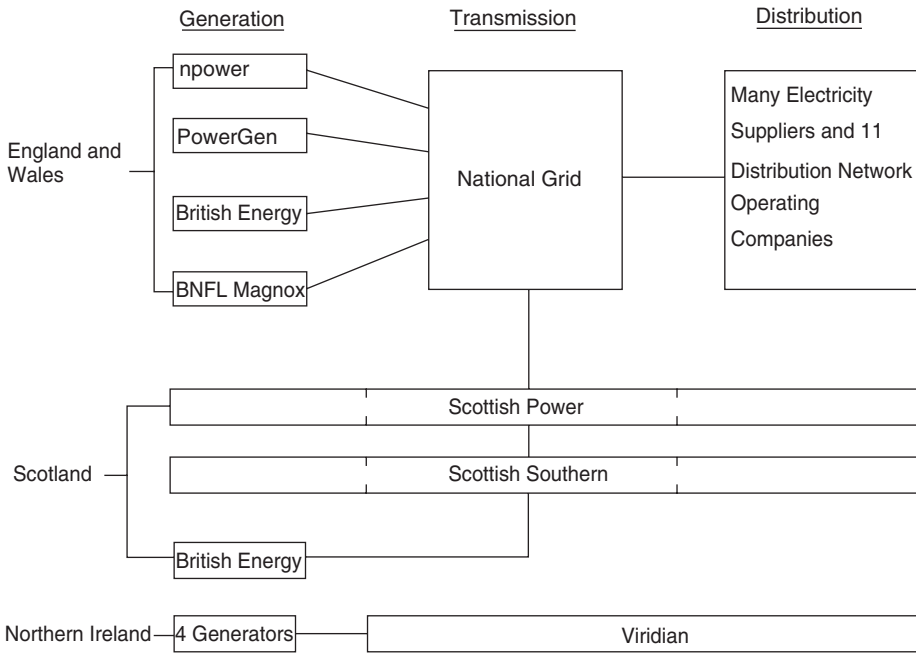 Generation
Transmission
Distribution
England and
Wales
npower
PowerGen
British Energy
BNFL Magnox
National Grid
Many Electricity
Suppliers and 11
Distribution Network
Operating
Companies
Scotland
Scottish Power
Scottish Southern
British Energy
Northern Ireland
4 Generators
Viridian